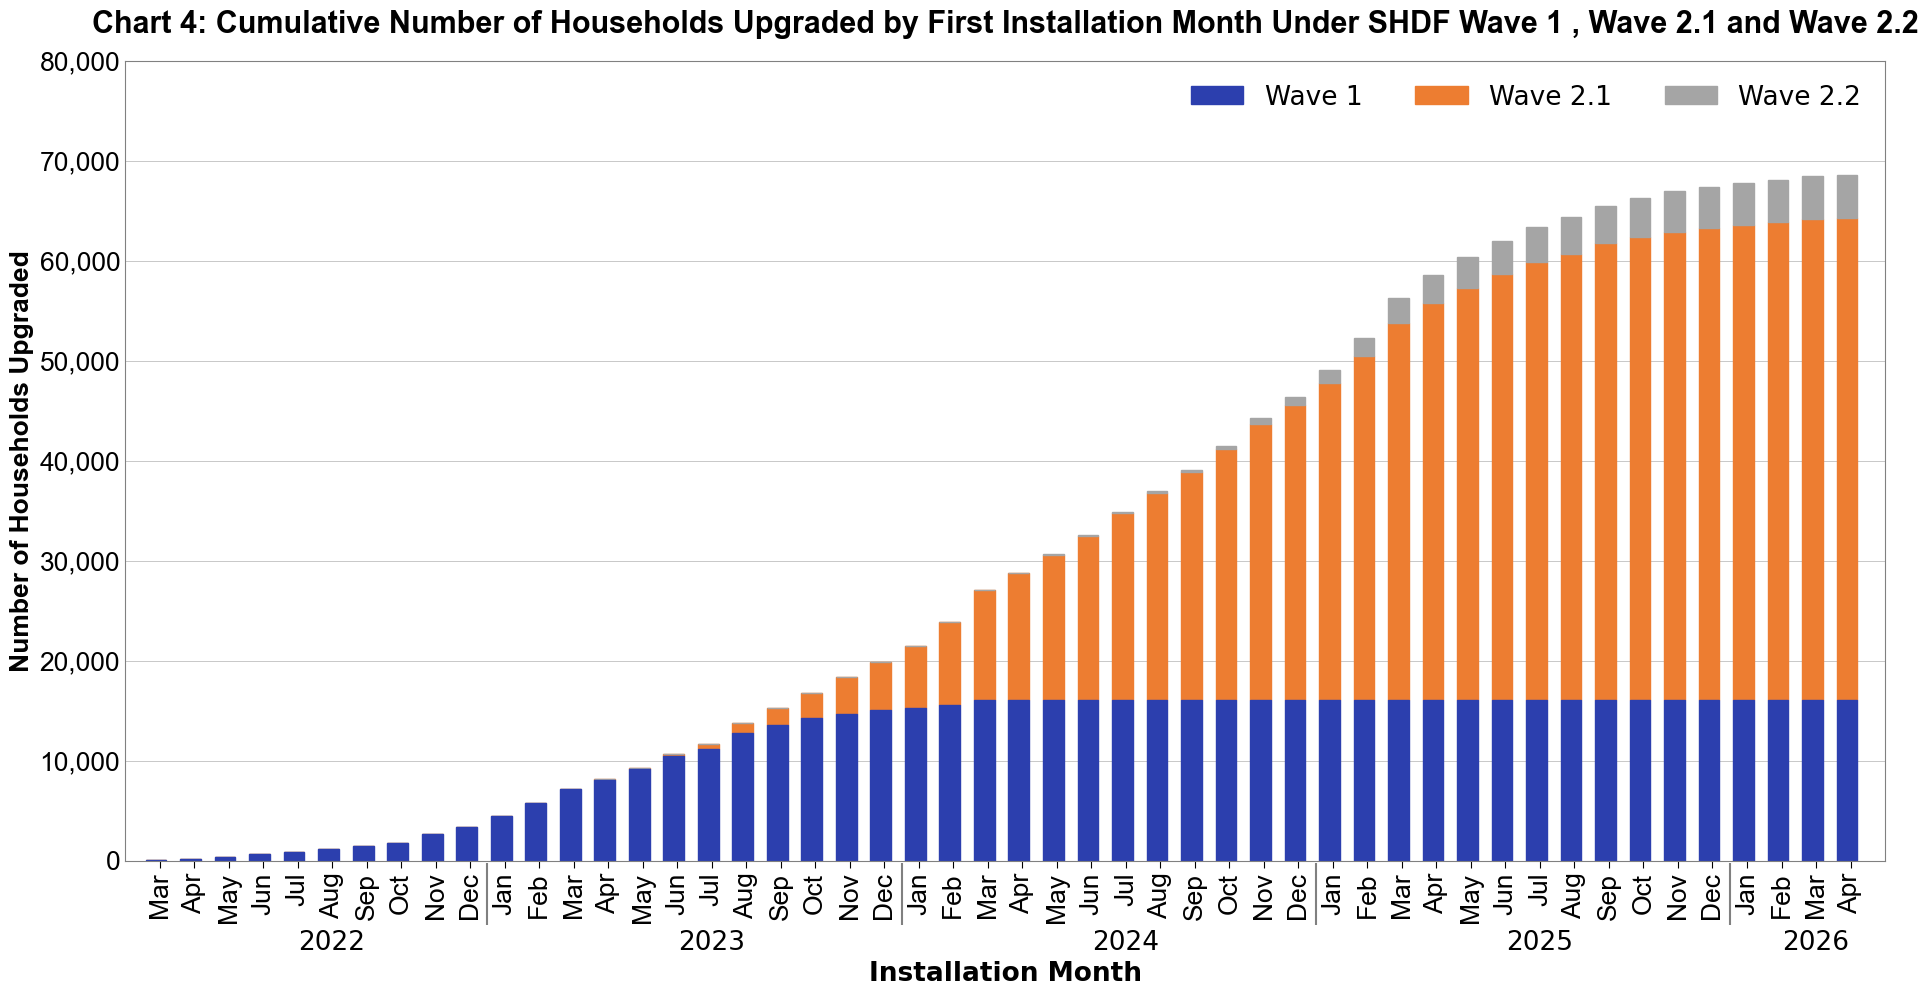 Chart 4: Cumulative Number of Households Upgraded by First Installation Month Under SHDF Wave 1 , Wave 2.1 and Wave 2.2
Wave 1 Wave 2.1 Wave 2.2
Number of Households Upgraded
80,000
70,000
60,000
50,000
40,000
30,000
20,000
10,000
0
Mar Apr May Jun Jul Aug Sep Oct Nov Dec Jan Feb Mar Apr May Jun Jul Aug Sep Oct Nov Dec Jan Feb Mar Apr May Jun Jul Aug Sep Oct Nov Dec Jan Feb Mar Apr May Jun Jul Aug Sep Oct Nov Dec Jan Feb Mar Apr
2022 2023 2024 2025 2026
Installation Month